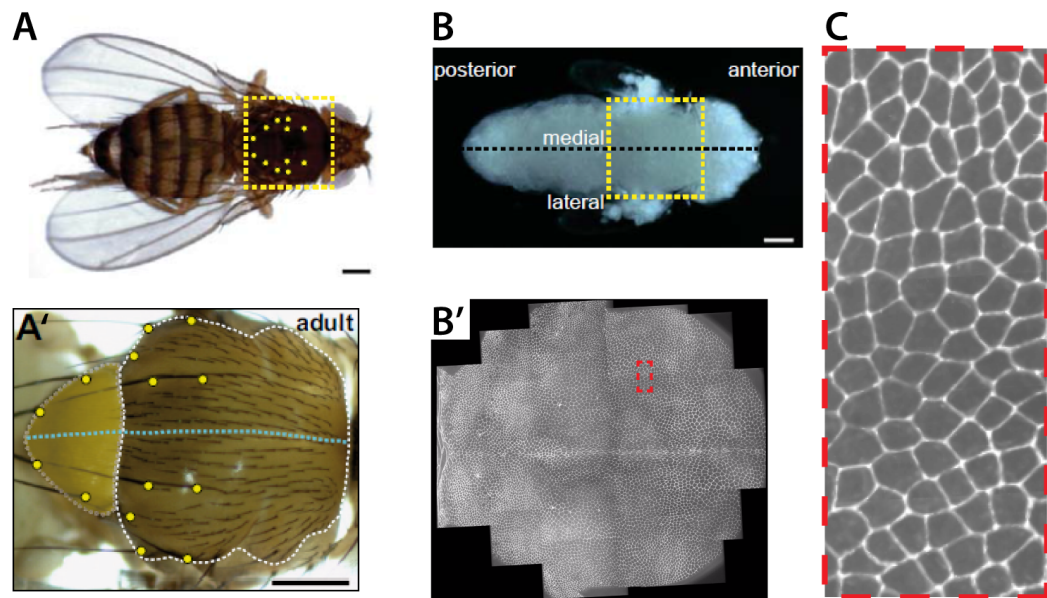 A
B
C
posterior
anterior
medial
lateral
A'
adult
B'